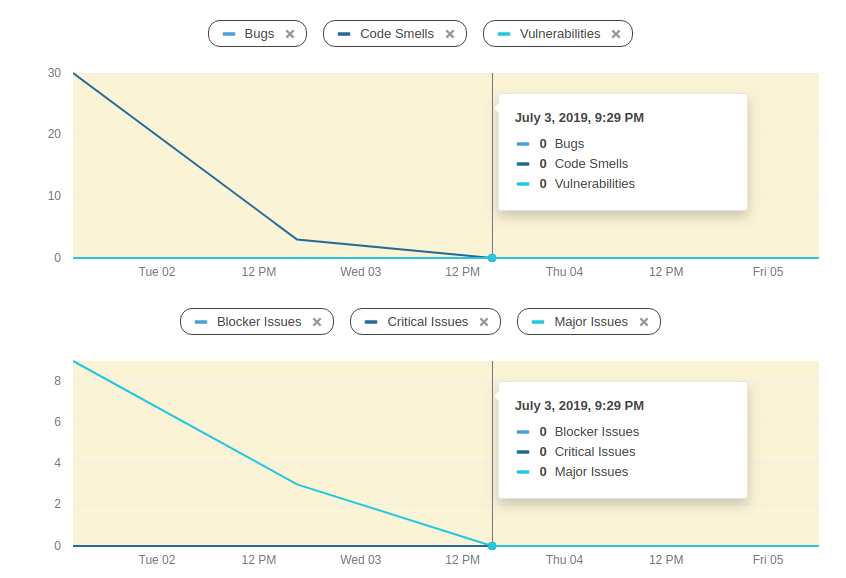 Bugs × Code Smells × Vulnerabilities ×
30
July 3, 2019, 9:29 PM
20
0 Bugs
0 Code Smells
0 Vulnerabilities
10
0
Tue 02 12 PM Wed 03 12 PM Thu 04 12 PM Fri 05
Blocker Issues × Critical Issues × Major Issues ×
8
July 3, 2019, 9:29 PM
6
0 Blocker Issues
0 Critical Issues
4
0 Major Issues
2
0
Tue 02 12 PM Wed 03 12 PM Thu 04 12 PM Fri 05